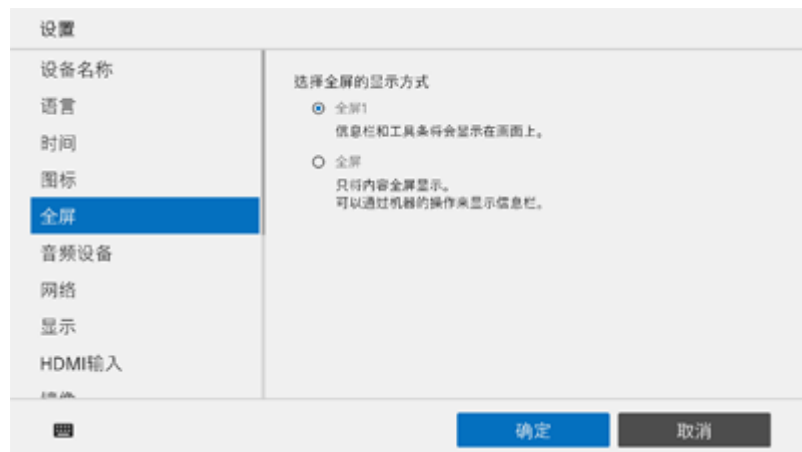 设置
设备名称
语言
时间
图标
全屏
音频设备
网络
显示
HDMI输入
选择全屏的显示方式
全屏1
信息栏和工具条将会显示在画面上。
全屏
只将内容全屏显示。
可以通过机器的操作来显示信息栏。
确定
取消